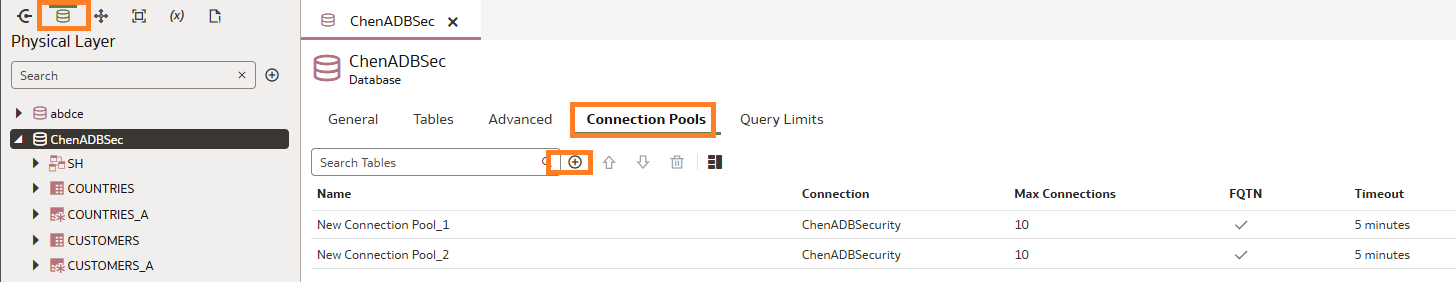 (x)
Physical Layer
Search
abdce
ChenADBSec
SH
COUNTRIES
COUNTRIES_A
CUSTOMERS
CUSTOMERS_A
ChenADBSec
ChenADBSec
Database
General Tables Advanced Connection Pools Query Limits
Search Tables
Name Connection Max Connections FQTN Timeout
New Connection Pool_1 ChenADBSecurity 10 5 minutes
New Connection Pool_2 ChenADBSecurity 10 5 minutes